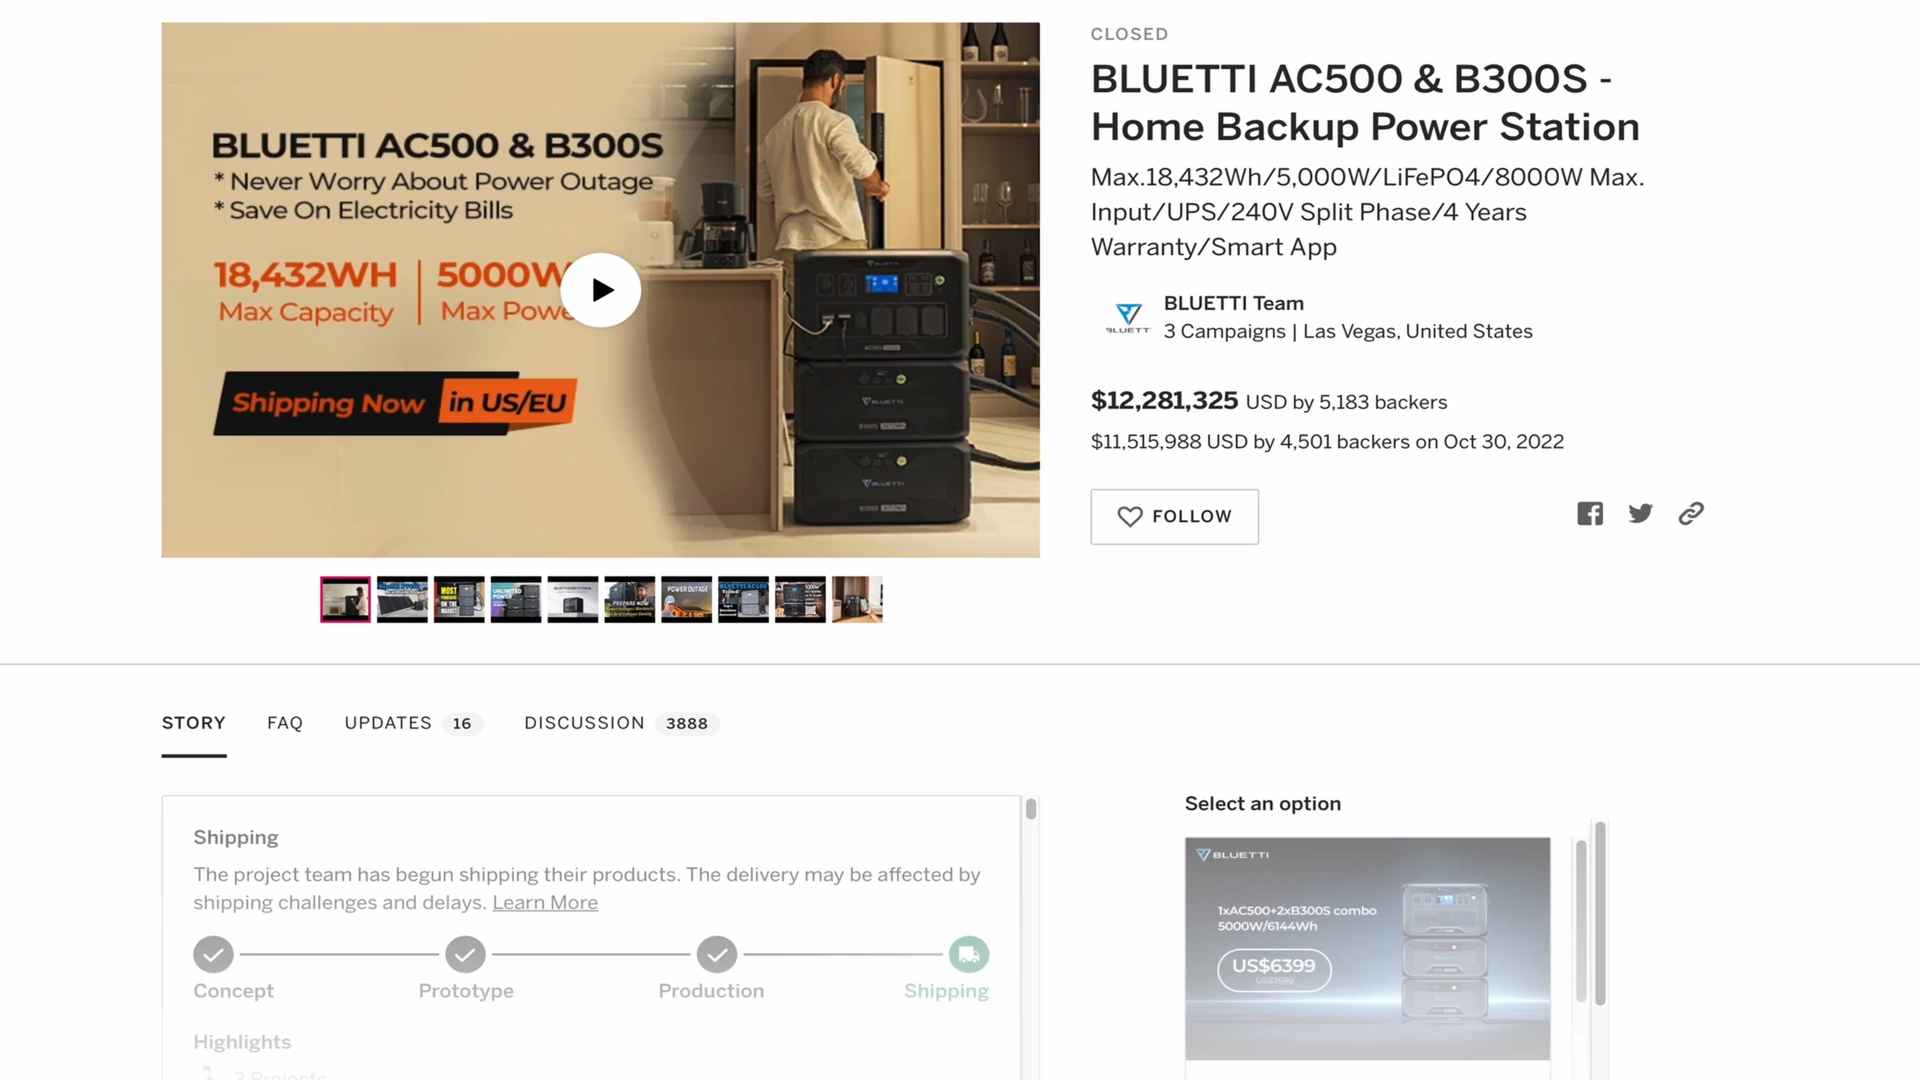 BLUETTI AC500 & B300S
* Never Worry About Power Outage
* Save On Electricity Bills
18,432WH
Max Capacity
5000W
Max Powe
Shipping Now in US/EU
CLOSED
BLUETTI AC500 & B300S -
Home Backup Power Station
Max.18,432Wh/5,000W/LiFePO4/8000W Max.
Input/UPS/240V Split Phase/4 Years
Warranty/Smart App
BLUETTI Team
3 Campaigns | Las Vegas, United States
$12,281,325 USD by 5,183 backers
$11,515,988 USD by 4,501 backers on Oct 30, 2022
FOLLOW
STORY
FAQ
UPDATES 16
DISCUSSION 3888
Shipping
The project team has begun shipping their products. The delivery may be affected by
shipping challenges and delays. Learn More
Concept
Prototype
Production
Shipping
Highlights
3 Projects
Select an option
BLUETTI
1xAC500+2xB300S combo
5000W/6144Wh
US$6399